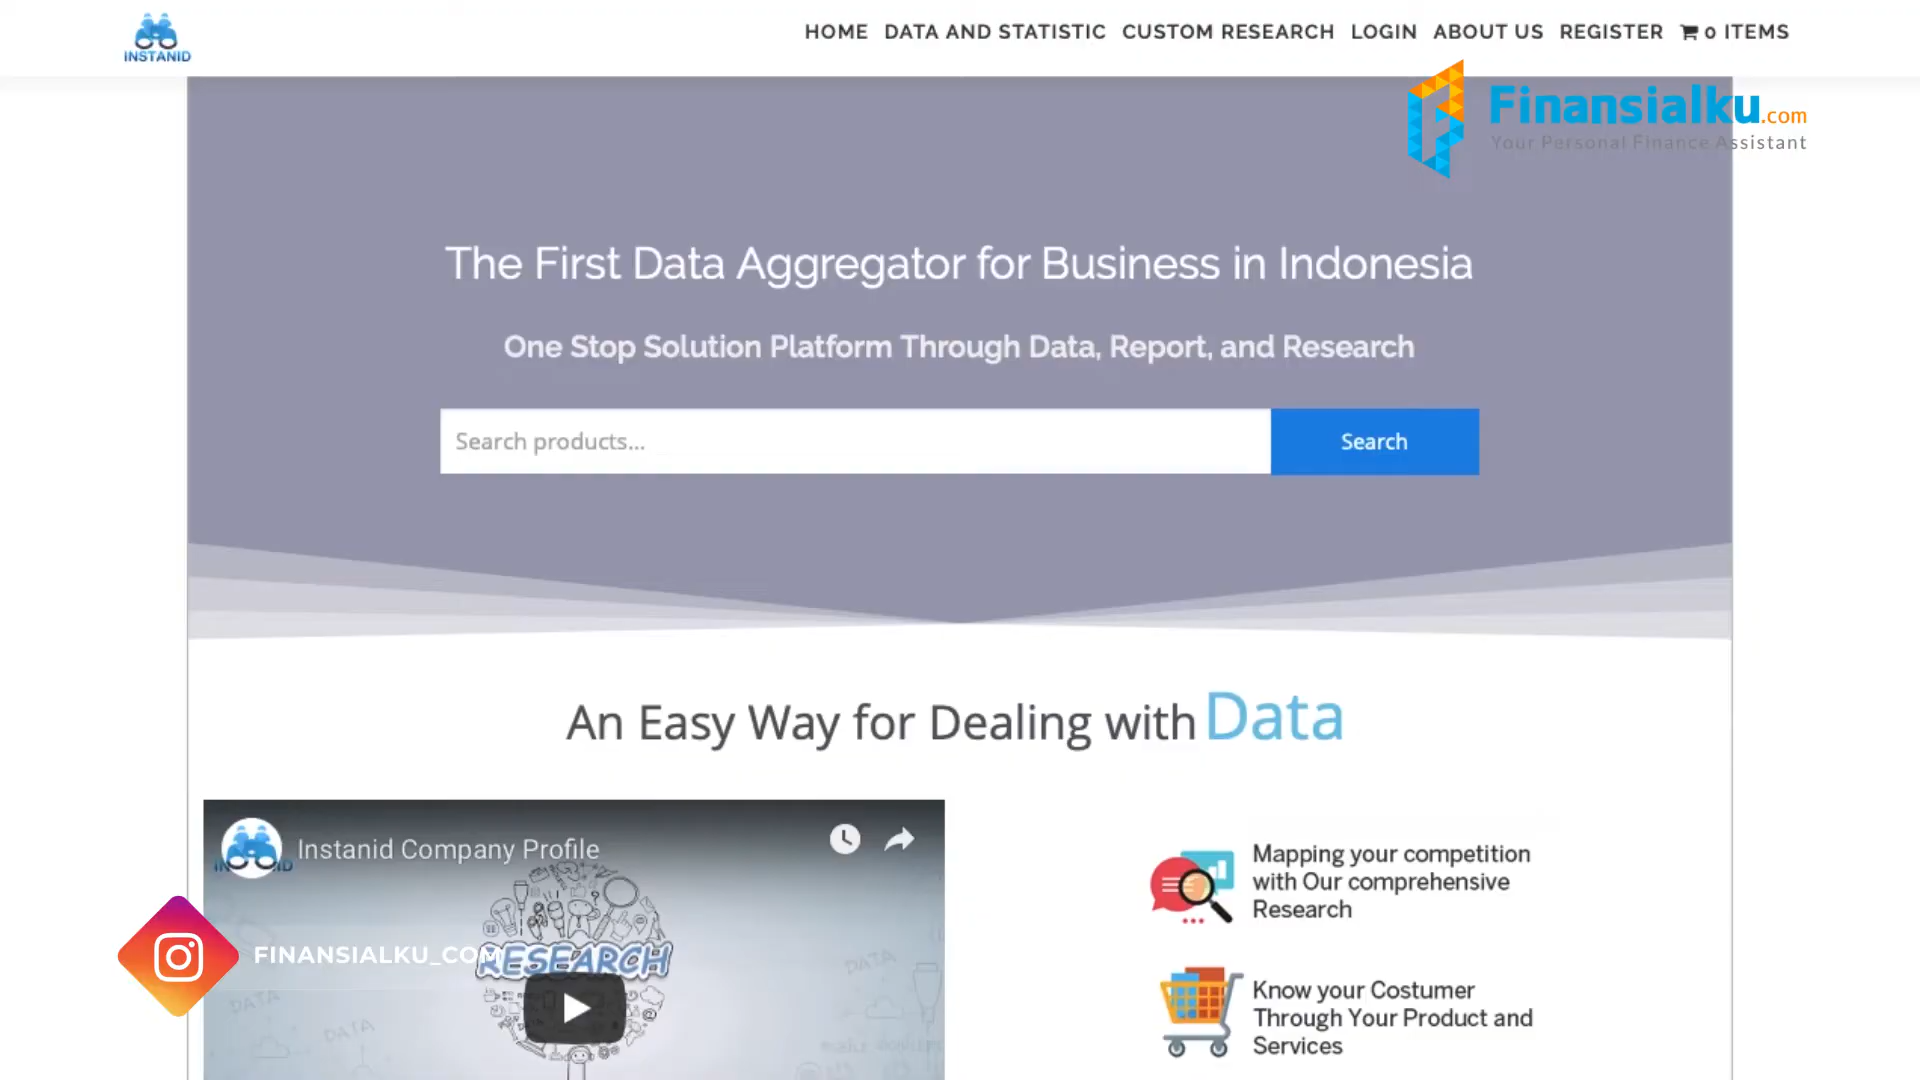 INSTANID
HOME DATA AND STATISTIC CUSTOM RESEARCH LOGIN ABOUT US REGISTER 0 ITEMS
Finansialku.com
Your Personal Finance Assistant
The First Data Aggregator for Business in Indonesia
One Stop Solution Platform Through Data, Report, and Research
Search products...
Search
An Easy Way for Dealing with Data
Instanid Company Profile
RESEARCH
FINANSIALKU_COM
DATA
DATA
DATA
Mapping your competition
with Our comprehensive
Research
Know your Costumer
Through Your Product and
Services